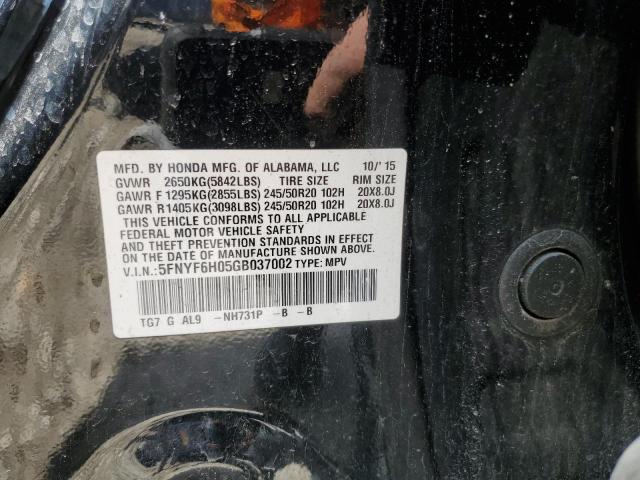 MFD. BY HONDA MFG. OF ALABAMA, LLC 10/'15
GVWR 2650KG(5842LBS) TIRE SIZE RIM SIZE
GAWR F 1295KG(2855LBS) 245/50R20 102H 20X8.0J
GAWR R 1405KG(3098LBS) 245/50R20 102H 20X8.0J
THIS VEHICLE CONFORMS TO ALL APPLICABLE
FEDERAL MOTOR VEHICLE SAFETY
AND THEFT PREVENTION STANDARDS IN EFFECT
ON THE DATE OF MANUFACTURE SHOWN ABOVE.
V.I.N.: 5FNYF6H05GB037002 TYPE: MPV
TG7 G AL9 -NH731P -B -B